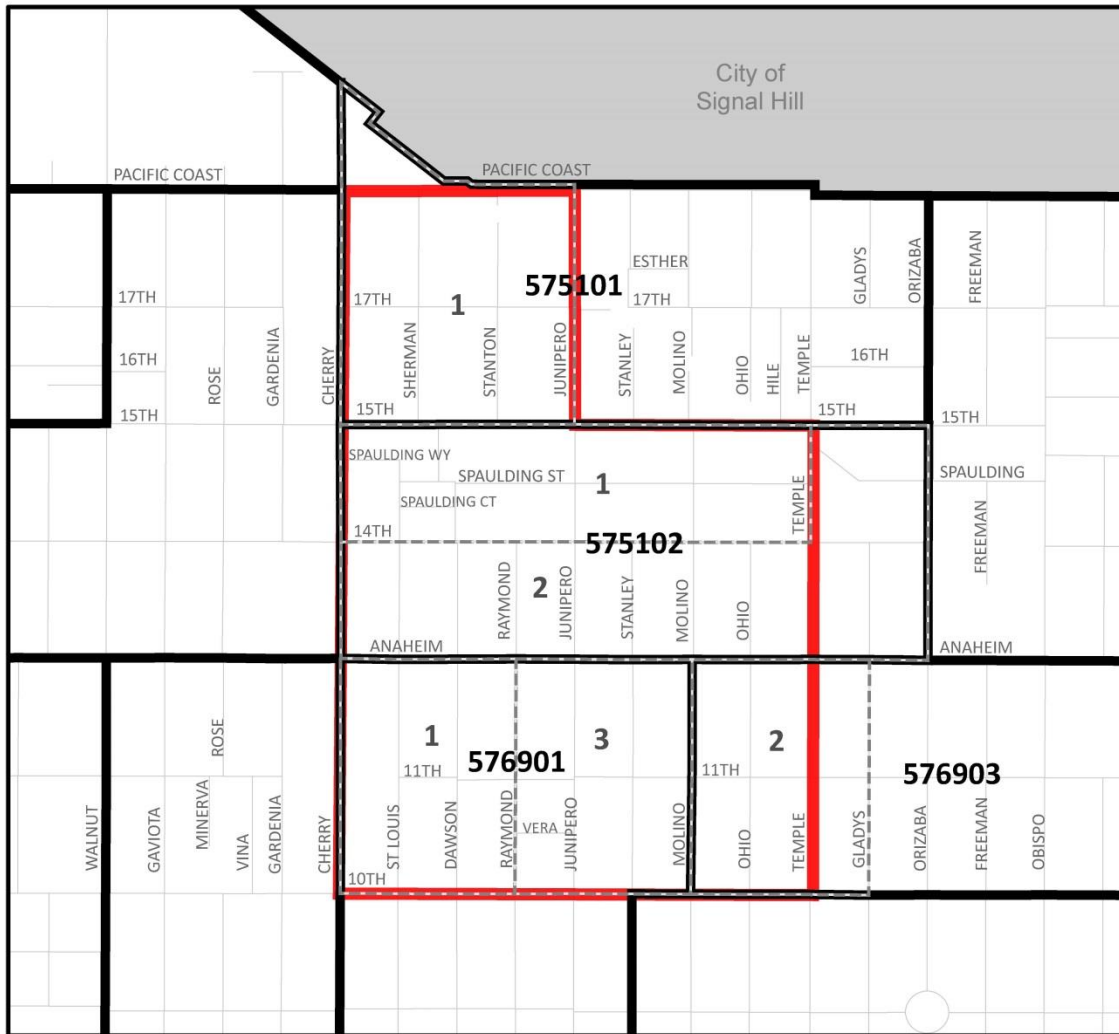 City of
Signal Hill
PACIFIC COAST
PACIFIC COAST
ESTHER
GLADYS
ORIZABA
FREEMAN
575101
17TH
17TH
1
17TH
ROSE
GARDENIA
CHERRY
SHERMAN
STANTON
JUNIPERO
STANLEY
MOLINO
OHIO
HILE
TEMPLE
16TH
16TH
15TH
15TH
15TH
15TH
SPAULDING WY
SPAULDING ST
1
TEMPLE
SPAULDING
SPAULDING CT
14TH
575102
FREEMAN
RAYMOND
2
JUNIPERO
STANLEY
MOLINO
OHIO
ANAHEIM
ANAHEIM
ROSE
1
3
2
576901
11TH
11TH
576903
WALNUT
GAVIOTA
MINERVA
VINA
GARDENIA
CHERRY
ST LOUIS
DAWSON
RAYMOND
VERA
JUNIPERO
MOLINO
OHIO
TEMPLE
GLADYS
ORIZABA
FREEMAN
OBISPO
10TH